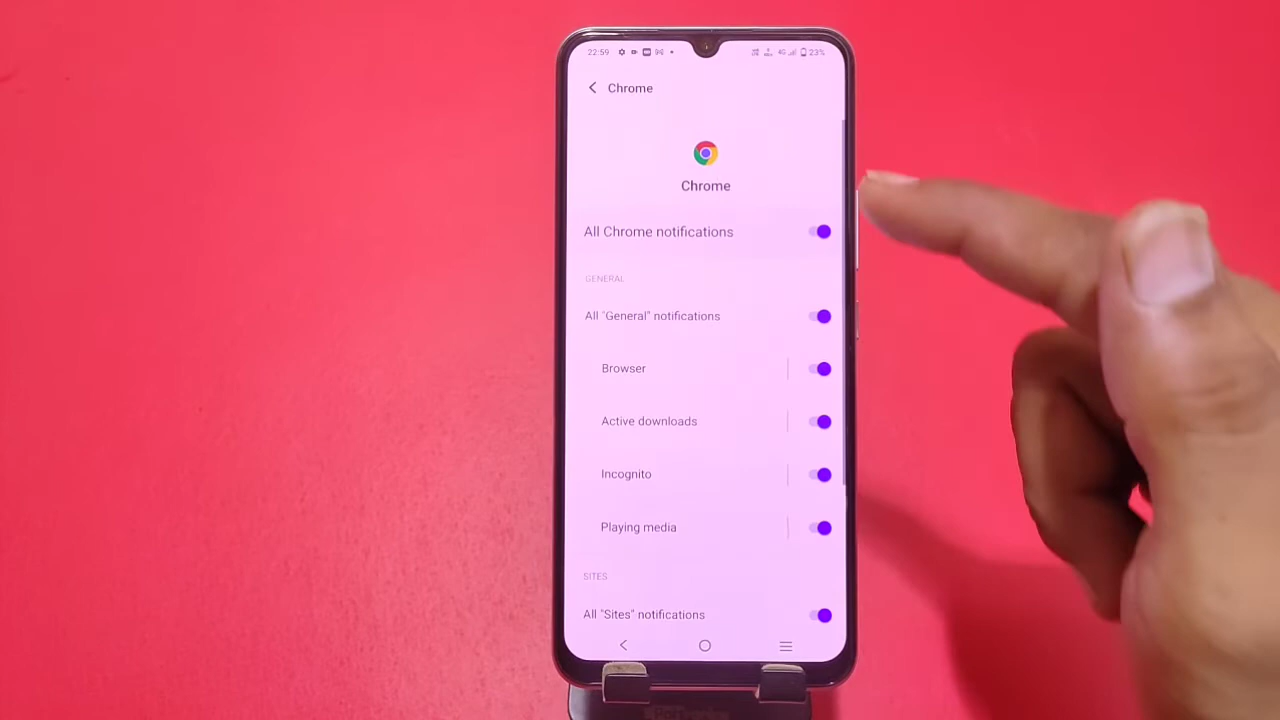 22:59
4G 23%
Chrome
Chrome
All Chrome notifications
GENERAL
All "General" notifications
Browser
Active downloads
Incognito
Playing media
SITES
All "Sites" notifications